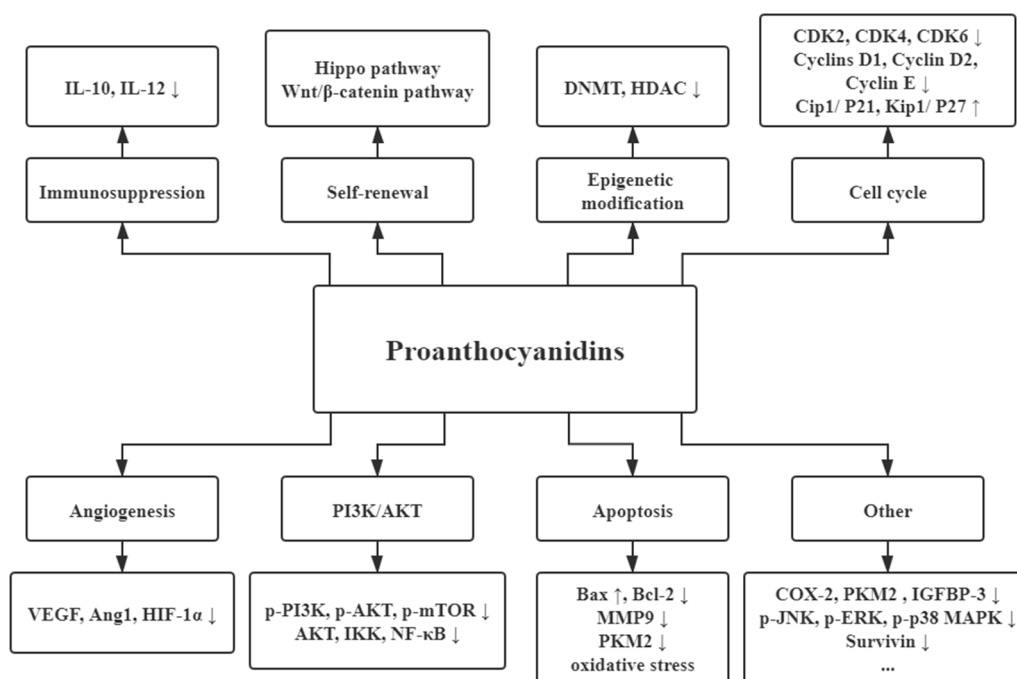 IL-10, IL-12 ↓
Hippo pathway
Wnt/β-catenin pathway
DNMT, HDAC ↓
CDK2, CDK4, CDK6 ↓
Cyclins D1, Cyclin D2,
Cyclin E ↓
Cip1/ P21, Kip1/ P27 ↑
Immunosuppression
Self-renewal
Epigenetic
modification
Cell cycle
Proanthocyanidins
Angiogenesis
PI3K/AKT
Apoptosis
Other
VEGF, Ang1, HIF-1α ↓
p-PI3K, p-AKT, p-mTOR ↓
AKT, IKK, NF-κB ↓
Bax ↑, Bcl-2 ↓
MMP9 ↓
PKM2 ↓
oxidative stress
COX-2, PKM2 , IGFBP-3 ↓
p-JNK, p-ERK, p-p38 MAPK ↓
Survivin ↓
...